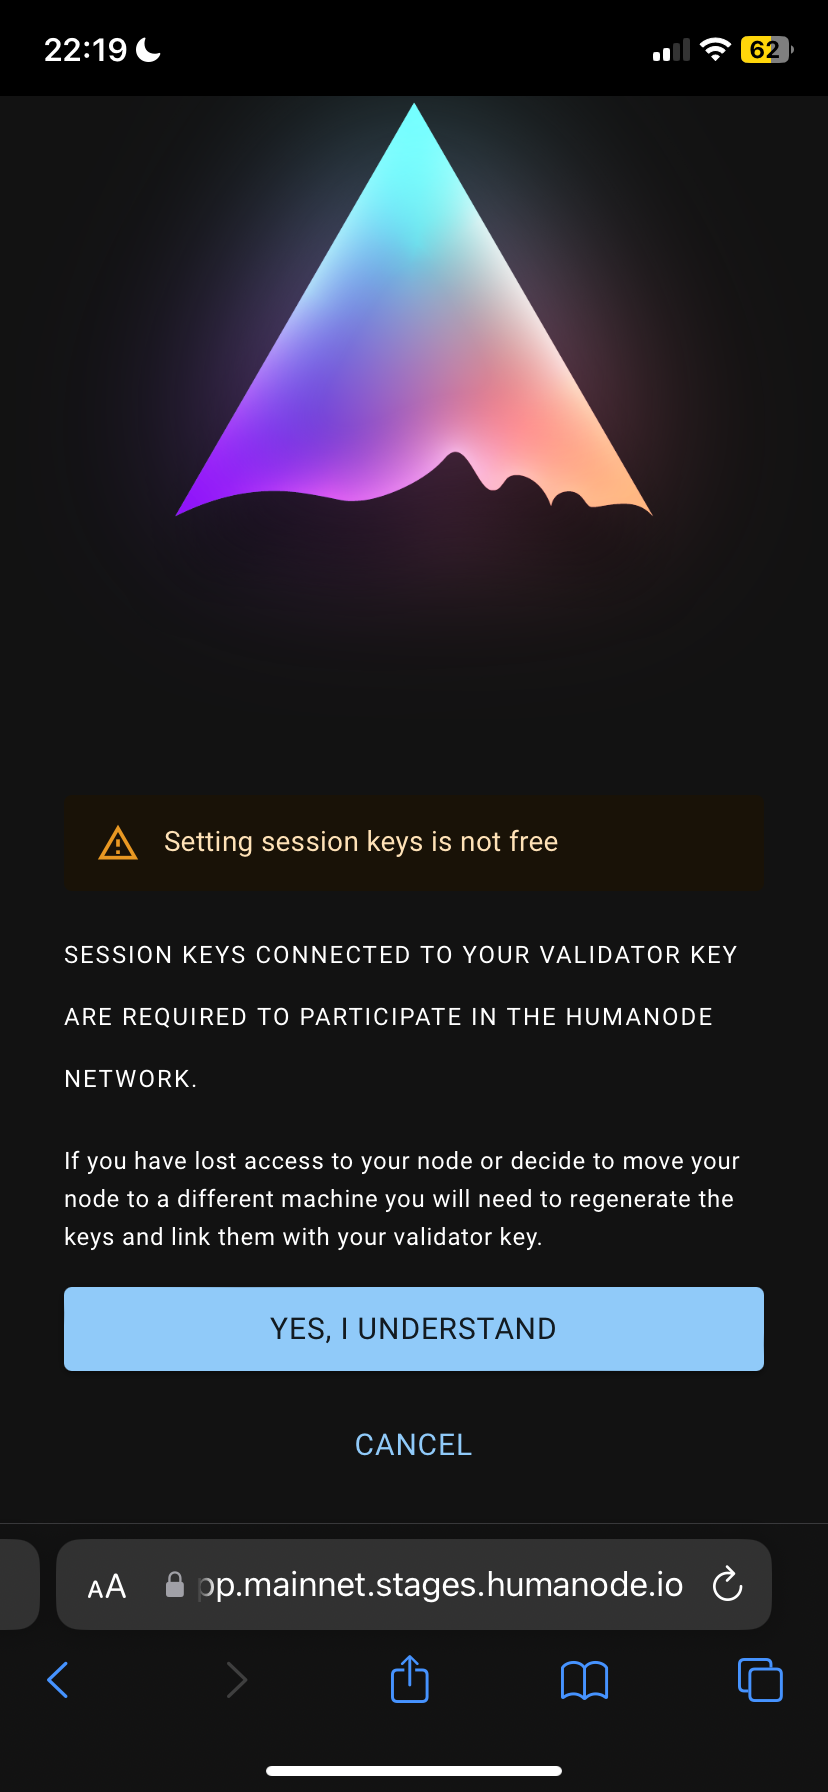 22:19
62
Setting session keys is not free
SESSION KEYS CONNECTED TO YOUR VALIDATOR KEY
ARE REQUIRED TO PARTICIPATE IN THE HUMANODE
NETWORK.
If you have lost access to your node or decide to move your
node to a different machine you will need to regenerate the
keys and link them with your validator key.
YES, I UNDERSTAND
CANCEL
AA pp.mainnet.stages.humanode.io